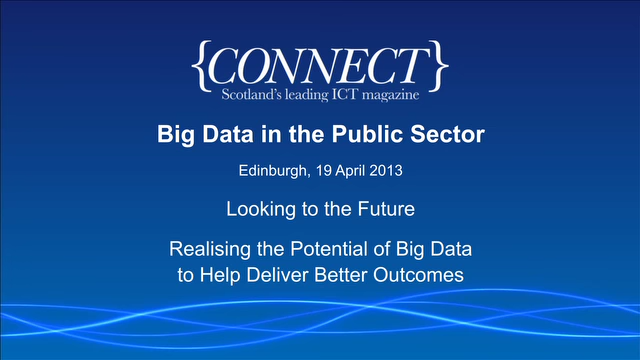 {CONNECT}
Scotland's leading ICT magazine
Big Data in the Public Sector
Edinburgh, 19 April 2013
Looking to the Future
Realising the Potential of Big Data
to Help Deliver Better Outcomes